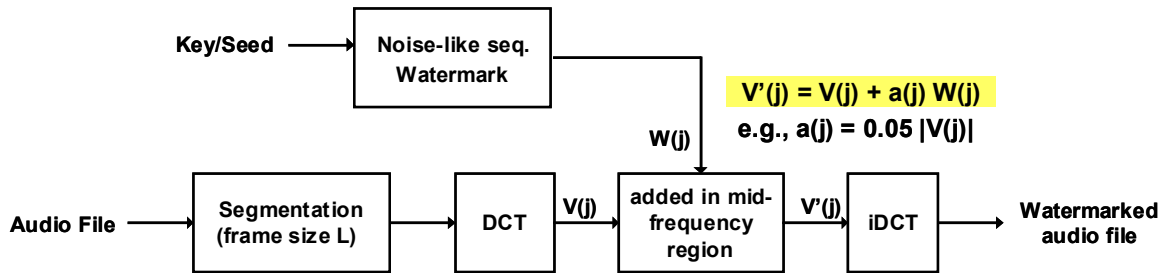 Key/Seed
Noise-like seq.
Watermark
V’(j) = V(j) + a(j) W(j)
e.g., a(j) = 0.05 |V(j)|
W(j)
Audio File
Segmentation
(frame size L)
DCT
V(j)
added in mid-
frequency
region
V’(j)
iDCT
Watermarked
audio file